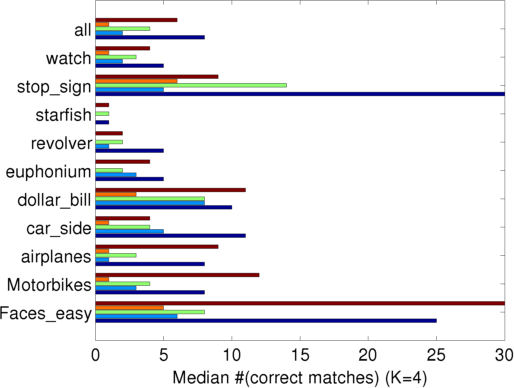 all
watch
stop_sign
starfish
revolver
euphonium
dollar_bill
car_side
airplanes
Motorbikes
Faces_easy
0 5 10 15 20 25 30
Median #(correct matches) (K=4)